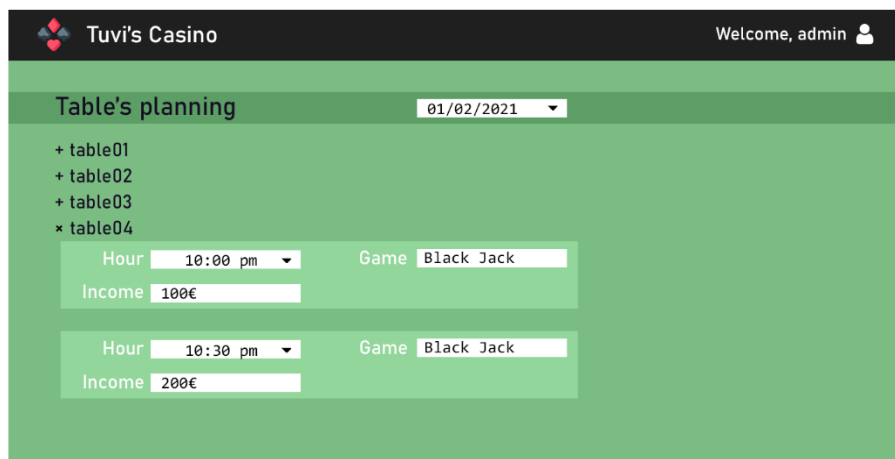 Tuvi's Casino Welcome, admin
Table's planning 01/02/2021
+ table01
+ table02
+ table03
× table04
Hour 10:00 pm Game Black Jack
Income 100€
Hour 10:30 pm Game Black Jack
Income 200€